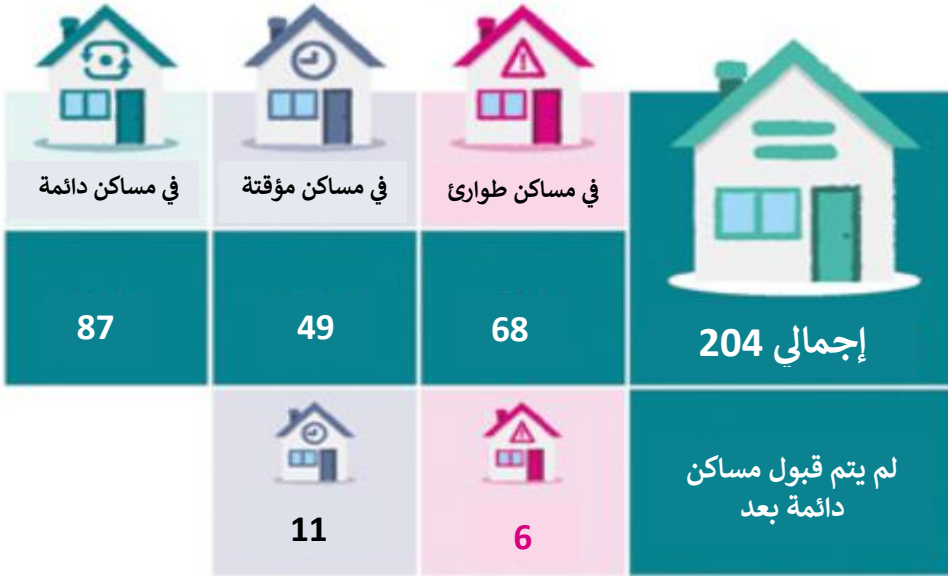 في مساكن طوارئ
في مساكن مؤقتة
في مساكن دائمة
إجمالي 204
68
49
87
لم يتم قبول مساكن
دائمة بعد
6
11